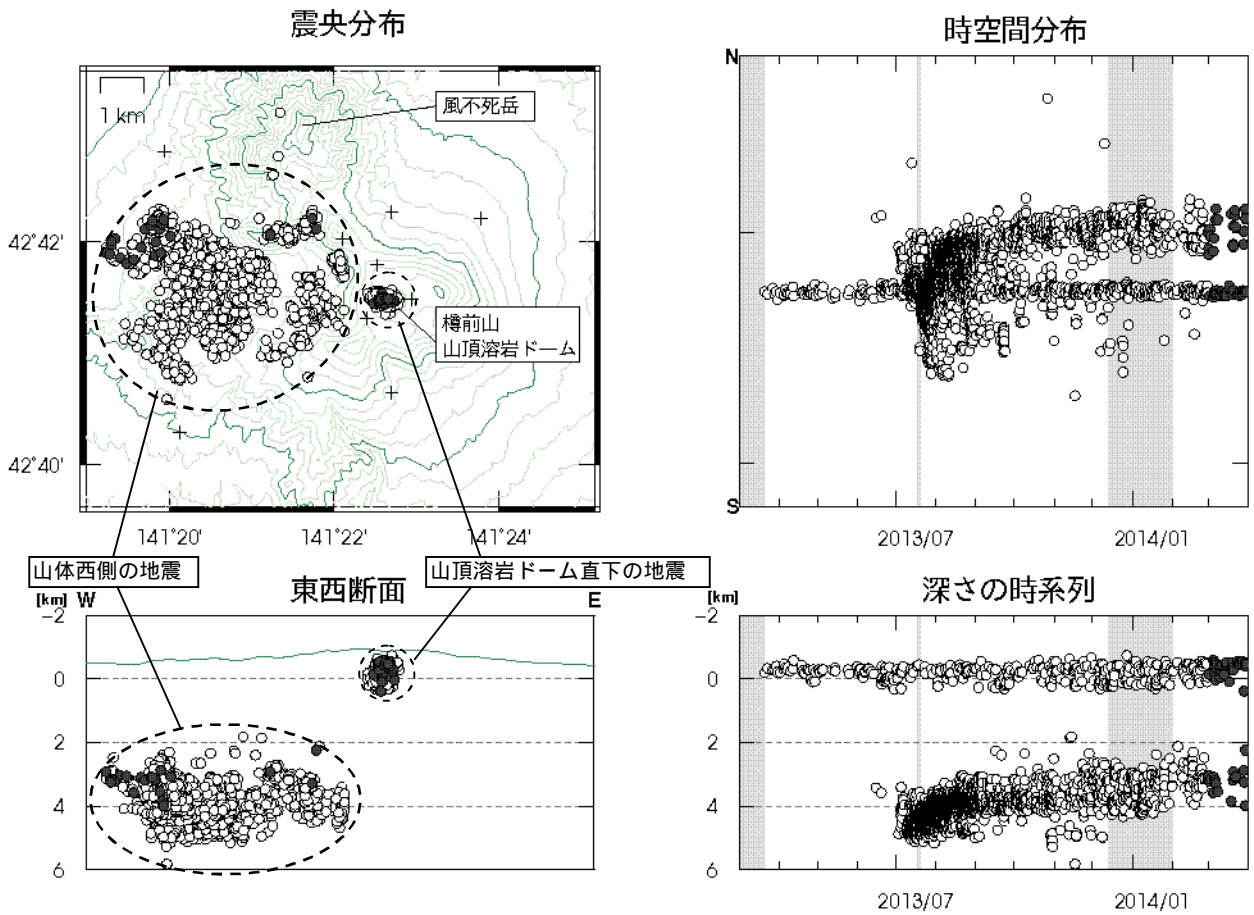 震央分布
1 km
風不死岳
42°42'
42°40'
樽前山
山頂溶岩ドーム
141°20'
141°22'
141°24'
時空間分布
N
S
2013/07
2014/01
山体西側の地震
山頂溶岩ドーム直下の地震
東西断面
[km]
W
E
-2
0
2
4
6
深さの時系列
[km]
-2
0
2
4
6
2013/07
2014/01